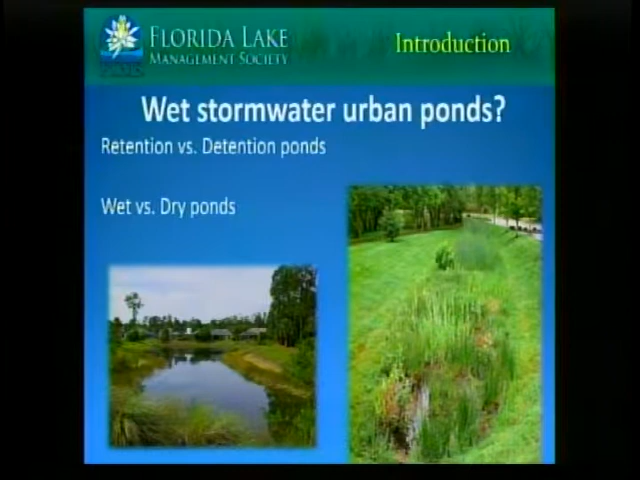 FLORIDA LAKE
MANAGEMENT SOCIETY
Introduction
Wet stormwater urban ponds?
Retention vs. Detention ponds
Wet vs. Dry ponds